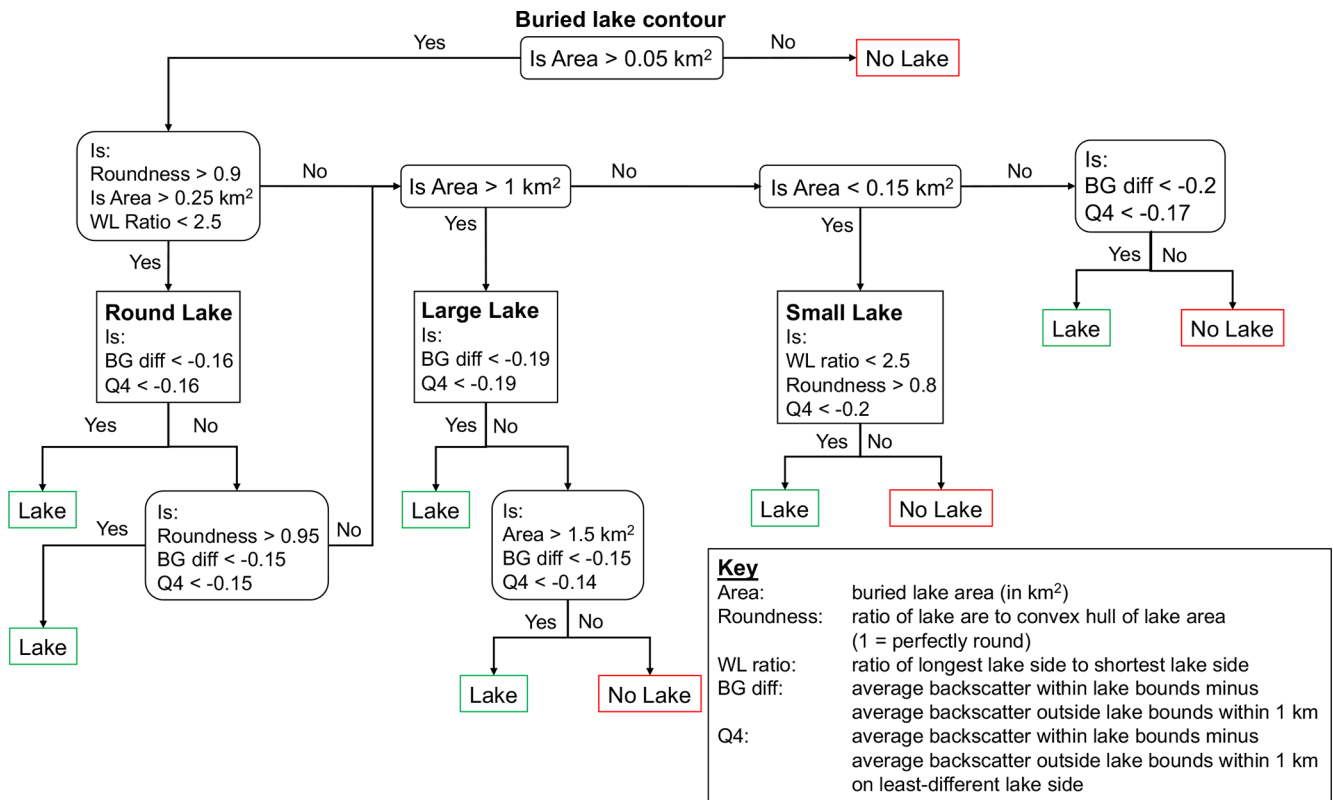 Buried lake contour
Yes
Is Area > 0.05 km²
No
No Lake
Is:
Roundness > 0.9
Is Area > 0.25 km²
WL Ratio < 2.5
No
Is Area > 1 km²
No
Is Area < 0.15 km²
No
Is:
BG diff < -0.2
Q4 < -0.17
Yes
Yes
Yes
Yes
No
Lake
No Lake
Round Lake
Is:
BG diff < -0.16
Q4 < -0.16
Large Lake
Is:
BG diff < -0.19
Q4 < -0.19
Small Lake
Is:
WL ratio < 2.5
Roundness > 0.8
Q4 < -0.2
Yes
No
Yes
No
Yes
No
Lake
Lake
Lake
No Lake
Yes
Is:
Roundness > 0.95
BG diff < -0.15
Q4 < -0.15
No
Is:
Area > 1.5 km²
BG diff < -0.15
Q4 < -0.14
Lake
Yes
No
Lake
No Lake
Key
Area: buried lake area (in km²)
Roundness: ratio of lake are to convex hull of lake area
(1 = perfectly round)
WL ratio: ratio of longest lake side to shortest lake side
BG diff: average backscatter within lake bounds minus
average backscatter outside lake bounds within 1 km
Q4: average backscatter within lake bounds minus
average backscatter outside lake bounds within 1 km
on least-different lake side